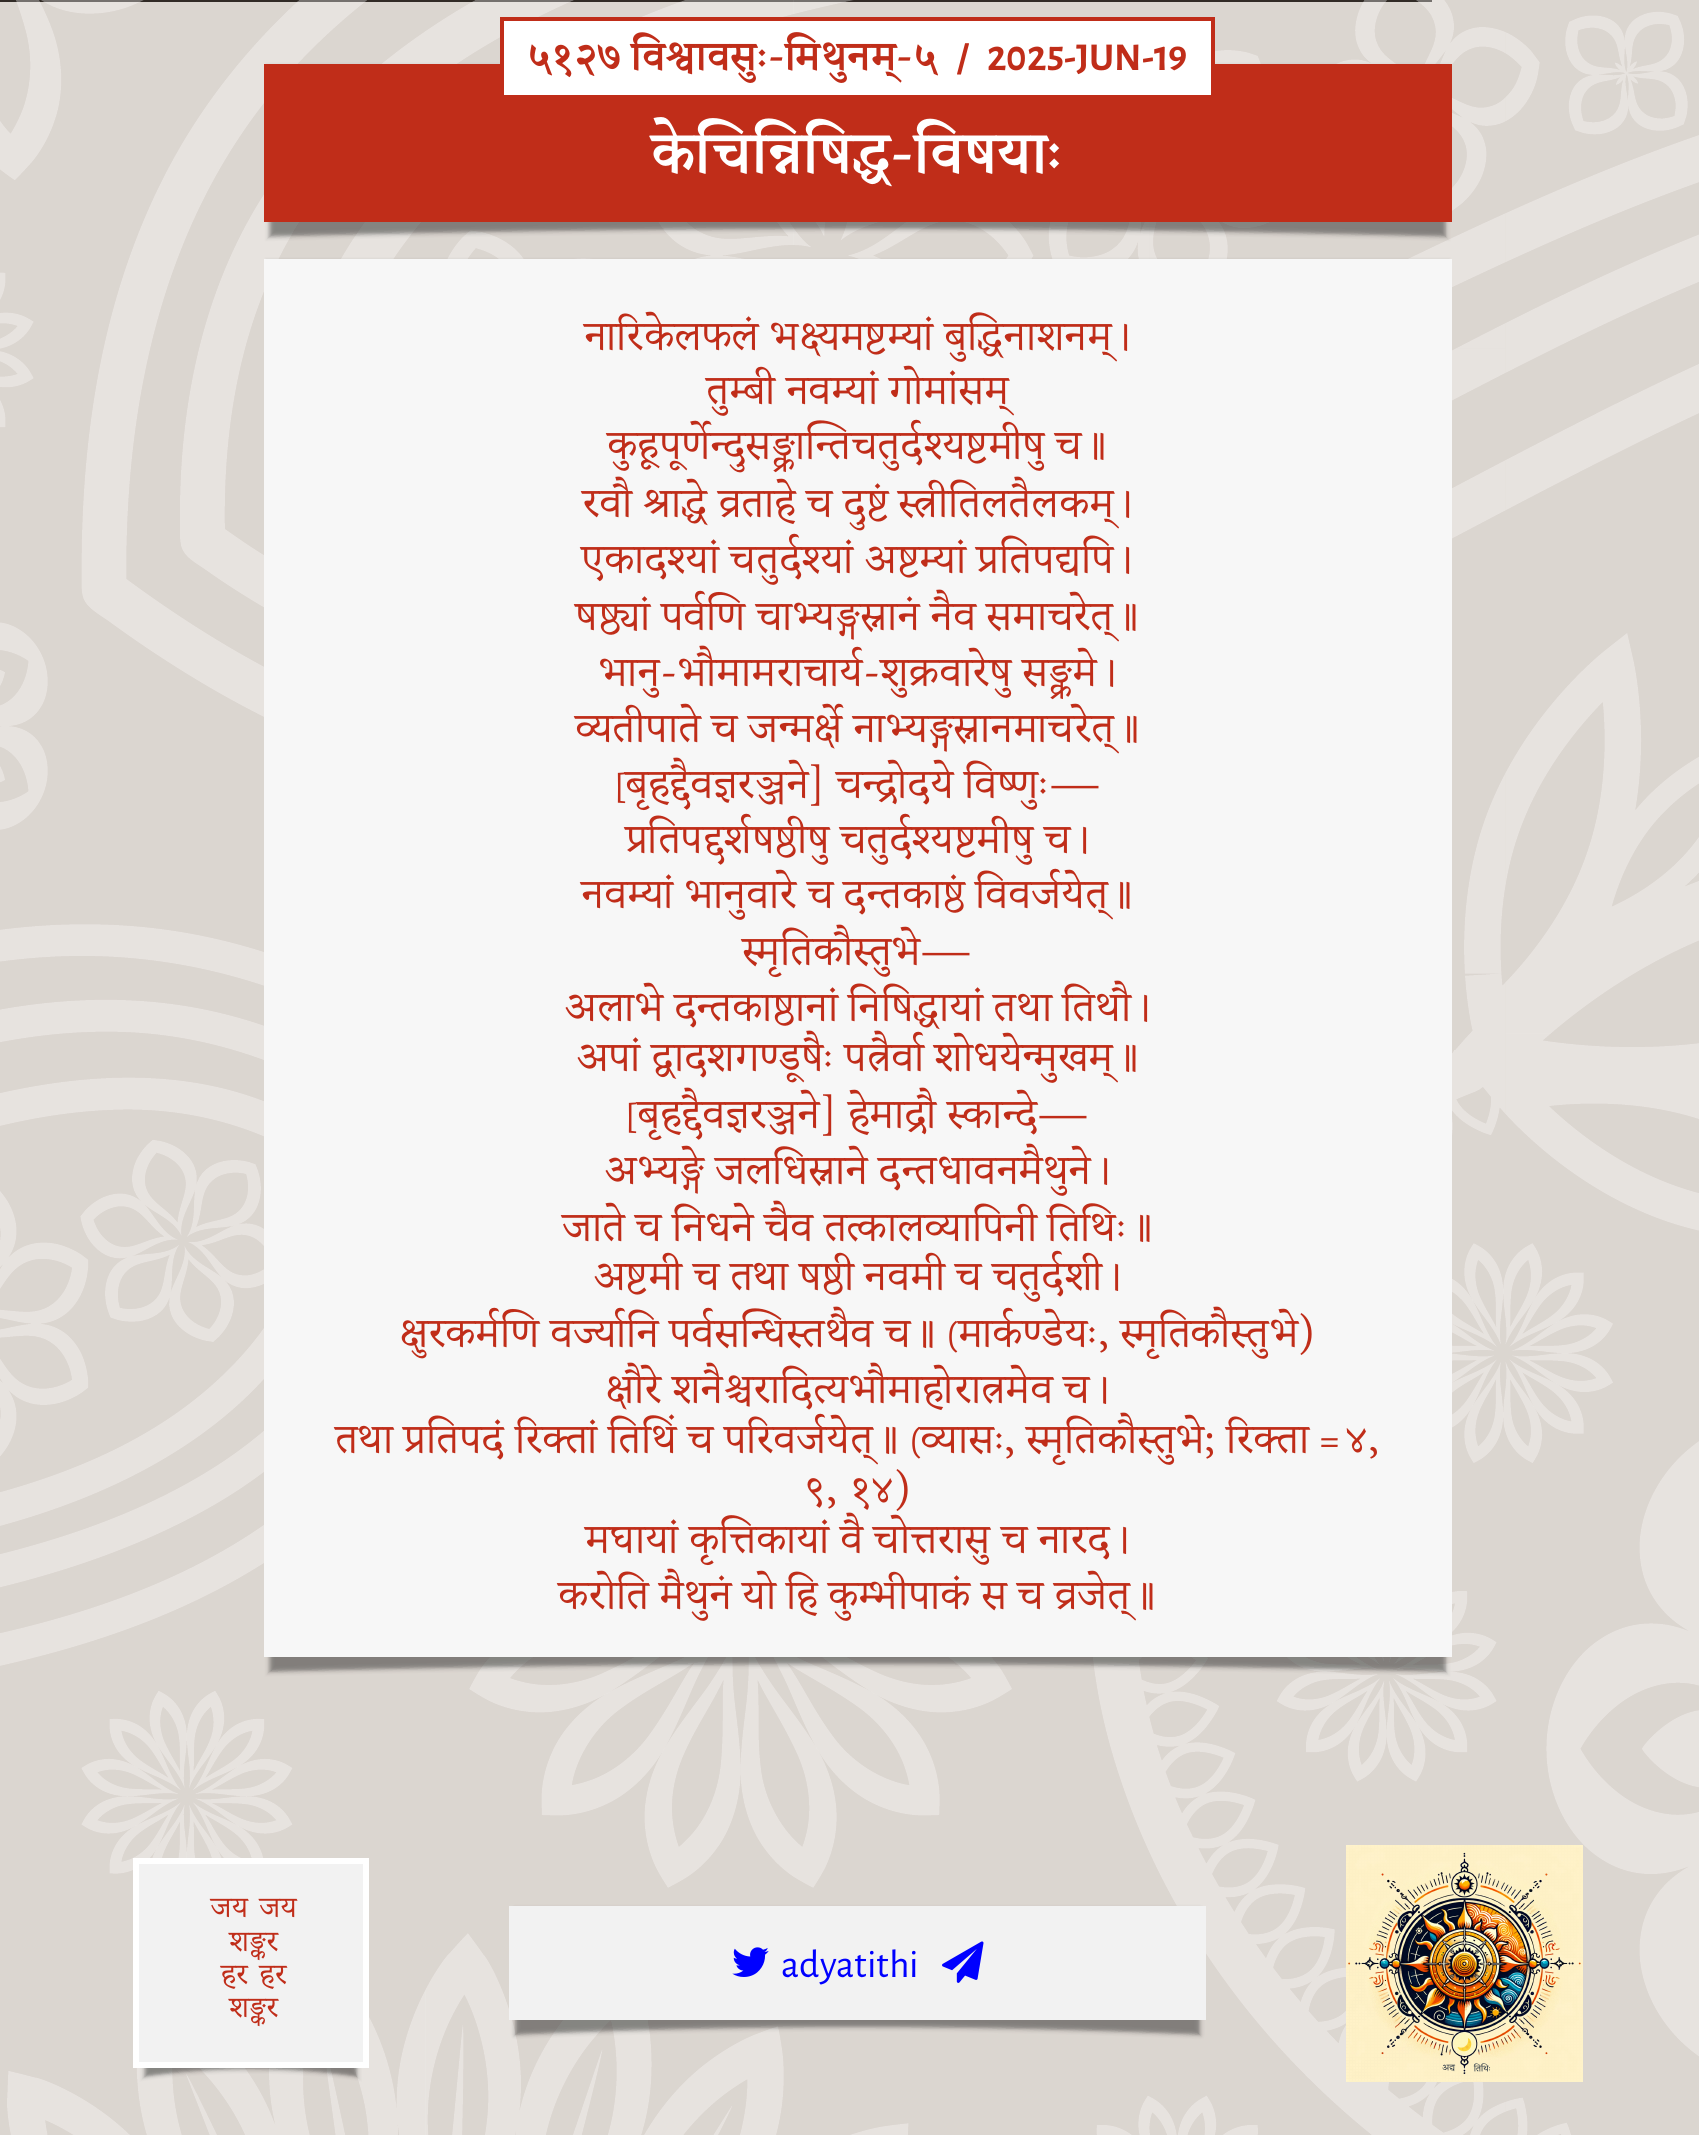 ५१२७ विश्वावसुः-मिथुनम्-५ / 2025-JUN-19
केचिन्निषिद्ध-विषयाः
नारिकेलफलं भक्ष्यमष्टम्यां बुद्धिनाशनम्।
तुम्बी नवम्यां गोमांसम्
कुहूपूर्णेन्दुसङ्क्रान्तिचतुर्दश्यष्टमीषु च॥
रवौ श्राद्धे व्रताहे च दुष्टं स्त्रीतिलतैलकम्।
एकादश्यां चतुर्दश्यां अष्टम्यां प्रतिपद्यपि।
षष्ठ्यां पर्वणि चाभ्यङ्गस्नानं नैव समाचरेत्॥
भानु-भौमामराचार्य-शुक्रवारेषु सङ्क्रमे।
व्यतीपाते च जन्मर्क्षे नाभ्यङ्गस्नानमाचरेत्॥
[बृहद्दैवज्ञरञ्जने] चन्द्रोदये विष्णुः—
प्रतिपद्दर्शषष्ठीषु चतुर्दश्यष्टमीषु च।
नवम्यां भानुवारे च दन्तकाष्ठं विवर्जयेत्॥
स्मृतिकौस्तुभे—
अलाभे दन्तकाष्ठानां निषिद्धायां तथा तिथौ।
अपां द्वादशगण्डूषैः पत्रैर्वा शोधयेन्मुखम्॥
[बृहद्दैवज्ञरञ्जने] हेमाद्रौ स्कान्दे—
अभ्यङ्गे जलधिस्नाने दन्तधावनमैथुने।
जाते च निधने चैव तत्कालव्यापिनी तिथिः॥
अष्टमी च तथा षष्ठी नवमी च चतुर्दशी।
क्षुरकर्मणि वर्ज्यानि पर्वसन्धिस्तथैव च॥ (मार्कण्डेयः, स्मृतिकौस्तुभे)
क्षौरे शनैश्चरादित्यभौमाहोरात्रमेव च।
तथा प्रतिपदं रिक्तां तिथिं च परिवर्जयेत्॥ (व्यासः, स्मृतिकौस्तुभे; रिक्ता = ४,
९, १४)
मघायां कृत्तिकायां वै चोत्तरासु च नारद।
करोति मैथुनं यो हि कुम्भीपाकं स च व्रजेत्॥
जय जय
शङ्कर
हर हर
शङ्कर
adyatithi
अद्य तिथिः